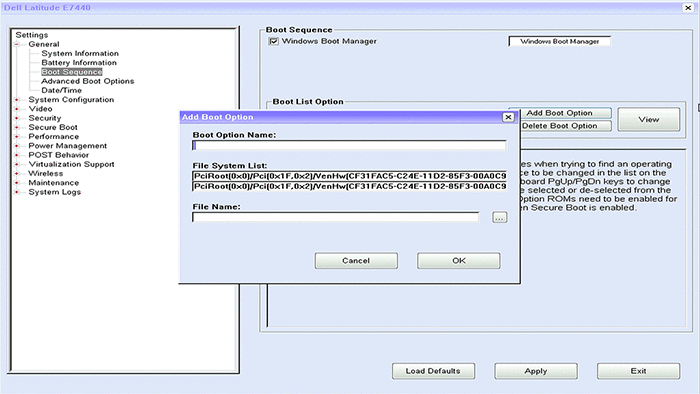 Dell Latitude E7440
Settings
General
System Information
Battery Information
Boot Sequence
Advanced Boot Options
Date/Time
System Configuration
Video
Security
Secure Boot
Performance
Power Management
POST Behavior
Virtualization Support
Wireless
Maintenance
System Logs
Boot Sequence
Windows Boot Manager
Windows Boot Manager
Boot List Option
Add Boot Option
Delete Boot Option
View
Add Boot Option
Boot Option Name:
File System List:
PciRoot(0x0)/Pci(0x1F,0x2)/VenHw(CF31FAC5-C24E-11D2-85F3-00A0C9
PciRoot(0x0)/Pci(0x1F,0x2)/VenHw(CF31FAC5-C24E-11D2-85F3-00A0C9
File Name:
...
Cancel
OK
es when trying to find an operating
ce to be changed in the list on the
board PgUp/PgDn keys to change
e selected or de-selected from the
Option ROMs need to be enabled for
en Secure Boot is enabled.
Load Defaults
Apply
Exit